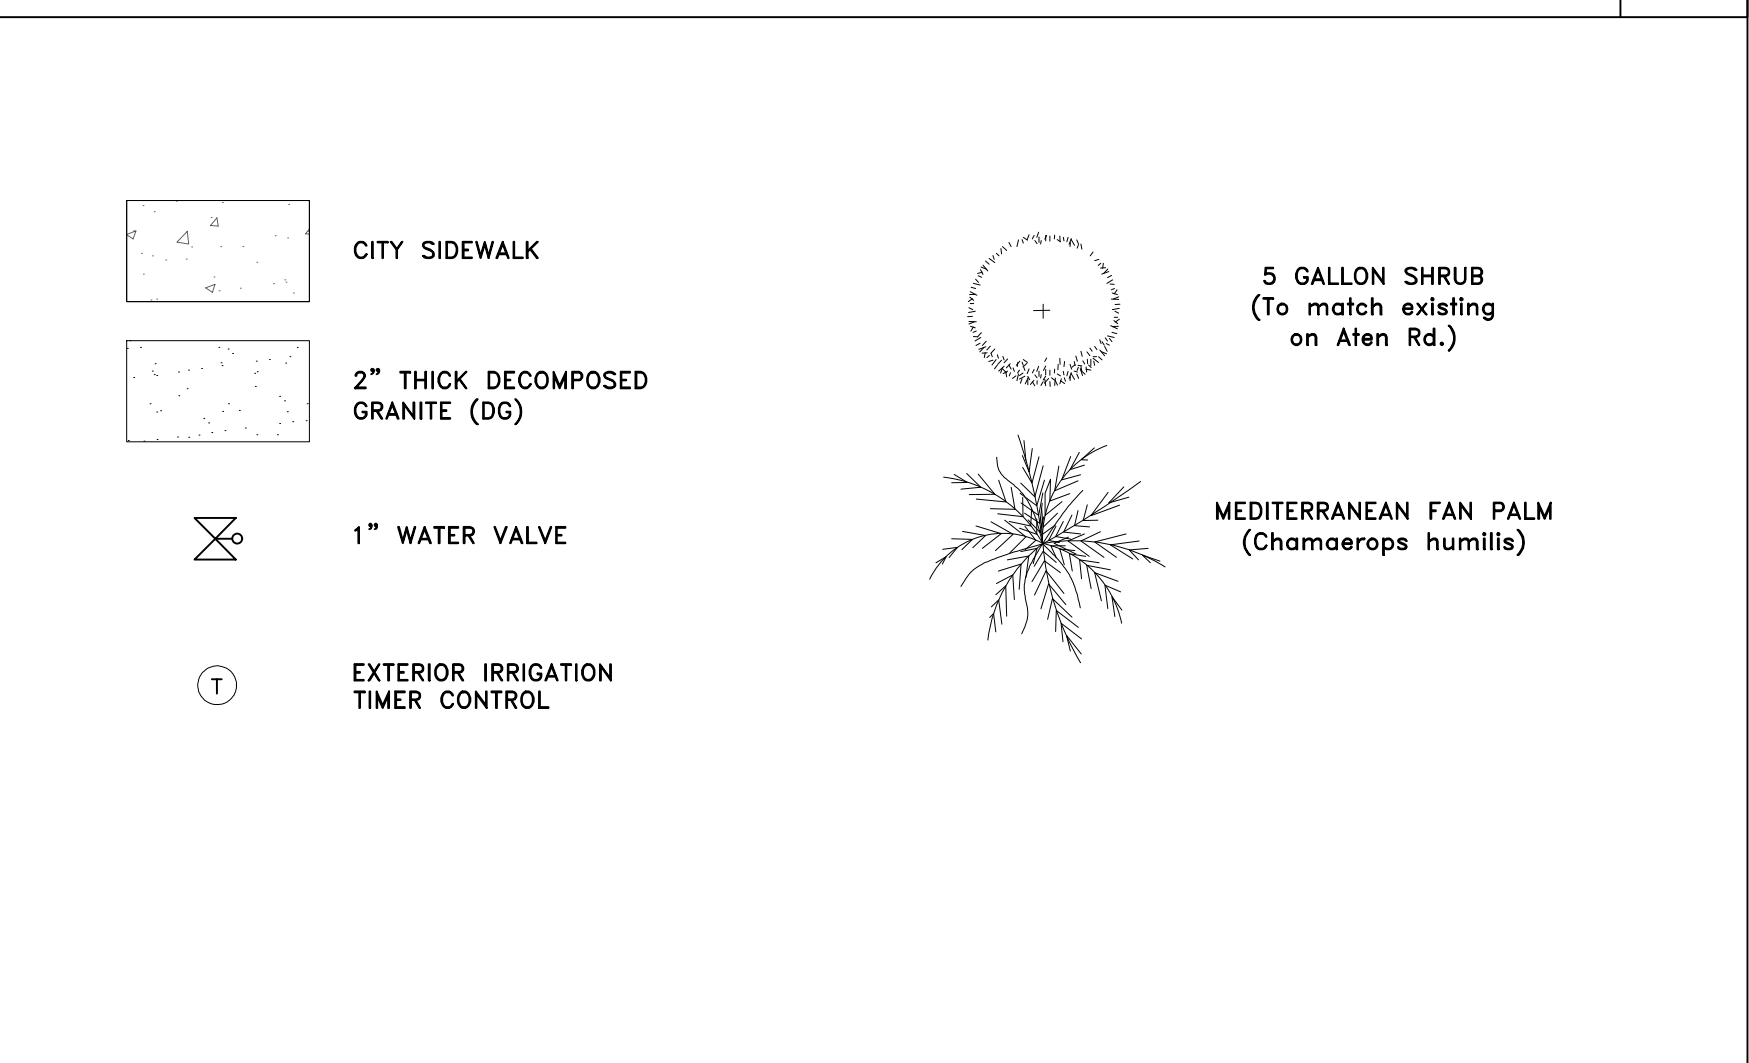 CITY SIDEWALK
2” THICK DECOMPOSED
GRANITE (DG)
1” WATER VALVE
T
EXTERIOR IRRIGATION
TIMER CONTROL
5 GALLON SHRUB
(To match existing
on Aten Rd.)
MEDITERRANEAN FAN PALM
(Chamaerops humilis)